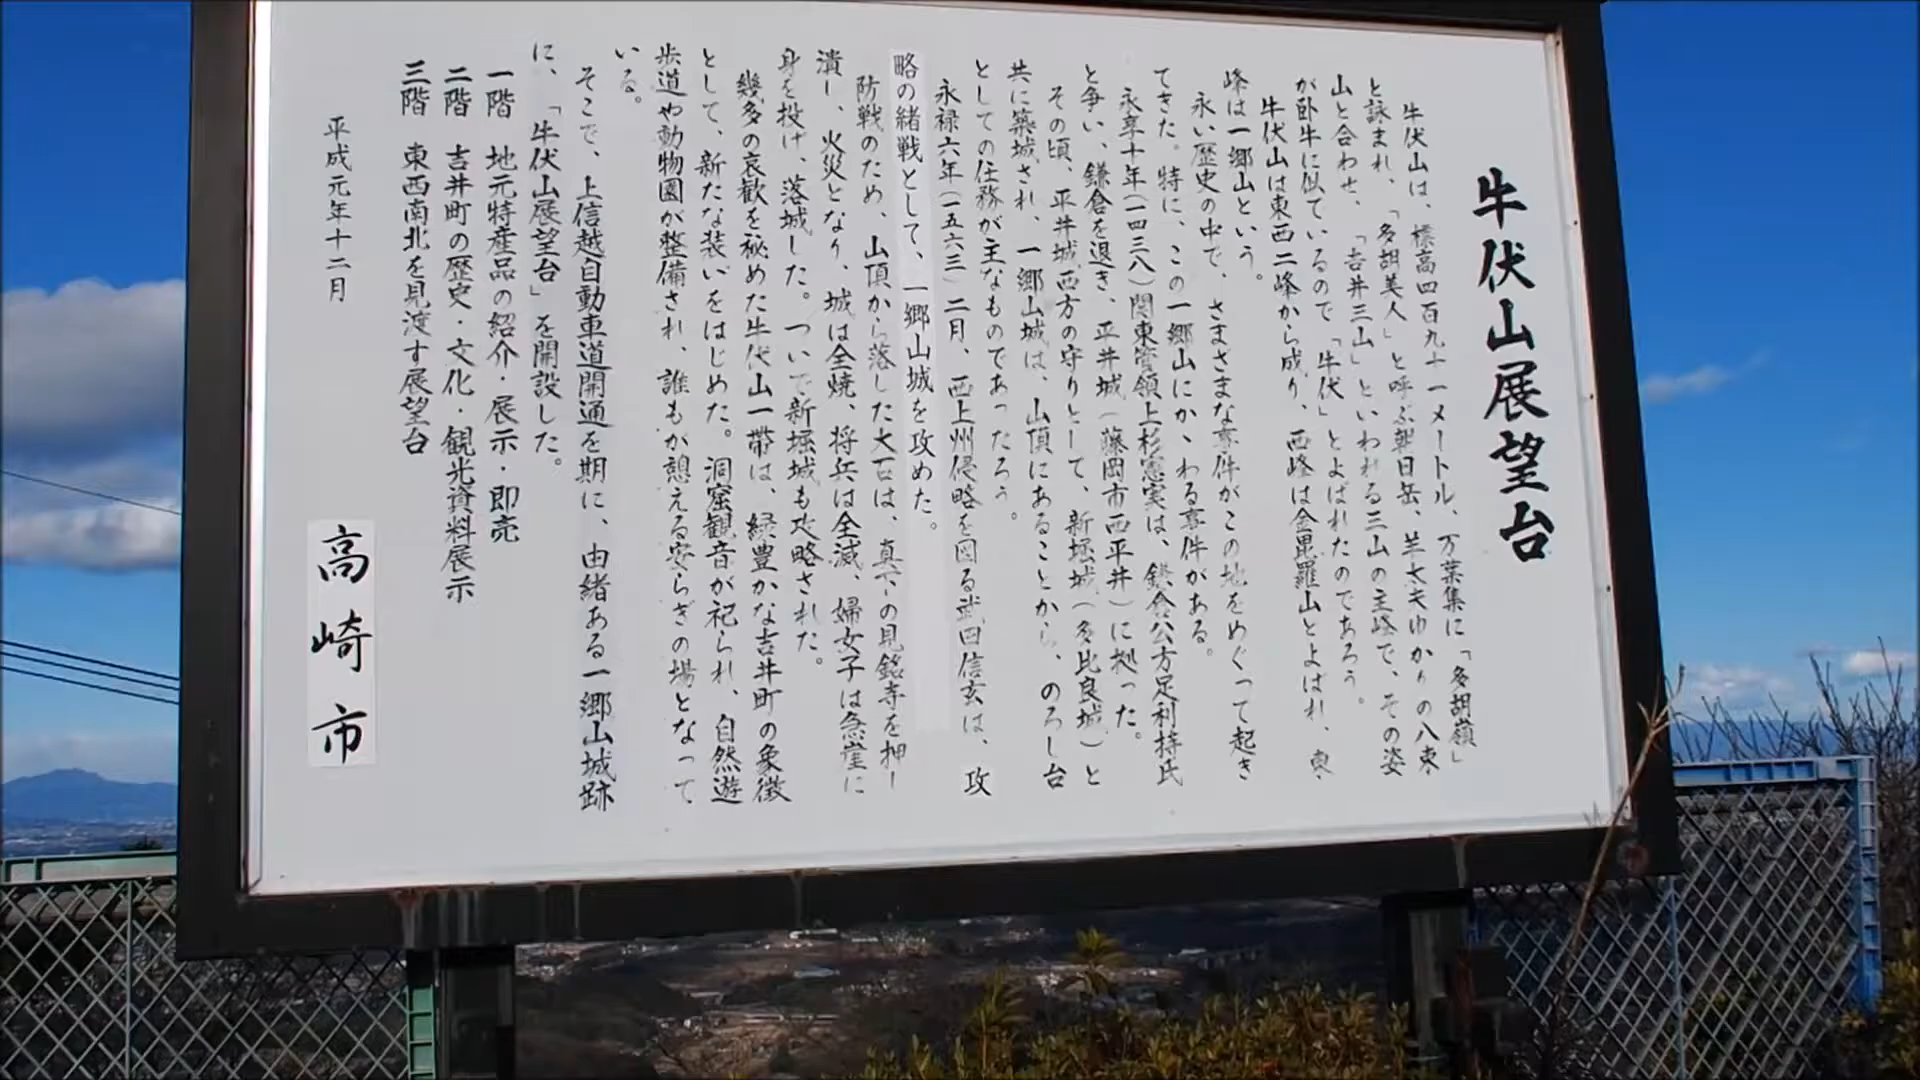 牛伏山展望台
牛伏山は、標高四百九十一メートル、万葉集に「多胡嶺」
と詠まれ、「多胡美人」と呼ぶ朝日岳、羊太夫ゆかりの八束
山と合わせ、「吉井三山」といわれる三山の主峰で、その姿
が臥牛に似ているので「牛伏」とよばれたのであろう。
牛伏山は東西二峰から成り、西峰は金毘羅山とよばれ、東
峰は一郷山という。
永い歴史の中で、さまざまな事件がこの地をめぐって起き
てきた。特に、この一郷山にかゝわる事件がある。
永享十年(一四三八)関東管領上杉憲実は、鎌倉公方足利持氏
と争い、鎌倉を退き、平井城(藤岡市西平井)に拠った。
その頃、平井城西方の守りとして、新堀城(多比良城)と
共に築城され、一郷山城は、山頂にあることから、のろし台
としての任務が主なものであったろう。
永禄六年(一五六三)二月、西上州侵略を図る武田信玄は、攻
略の緒戦として、一郷山城を攻めた。
防戦のため、山頂から落した大石は、真下の見銘寺を押し
潰し、火災となり、城は全焼、将兵は全滅、婦女子は急崖に
身を投げ、落城した。ついで新堀城も攻略された。
幾多の哀歓を秘めた牛伏山一帯は、緑豊かな吉井町の象徴
として、新たな装いをはじめた。洞窟観音が祀られ、自然遊
歩道や動物園が整備され、誰もが憩える安らぎの場となって
いる。
そこで、上信越自動車道開通を期に、由緒ある一郷山城跡
に、「牛伏山展望台」を開設した。
一階 地元特産品の紹介・展示・即売
二階 吉井町の歴史・文化・観光資料展示
三階 東西南北を見渡す展望台
平成元年十二月
高崎市